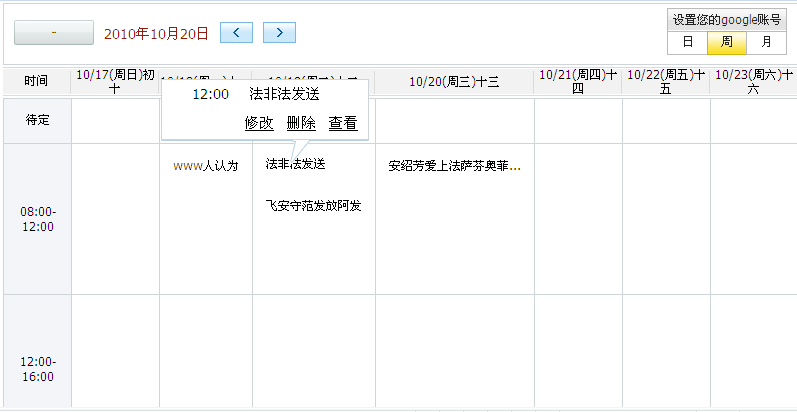 -
2010年10月20日
设置您的google账号
日 周 月
时间 10/17(周日)初十 10/20(周三)十三 10/21(周四)十四 10/22(周五)十五 10/23(周六)十六
12:00 法非法发送
修改 删除 查看
待定
08:00-12:00
www人认为
法非法发送
飞安守范发放阿发
安绍芳爱上法萨芬奥菲...
12:00-16:00